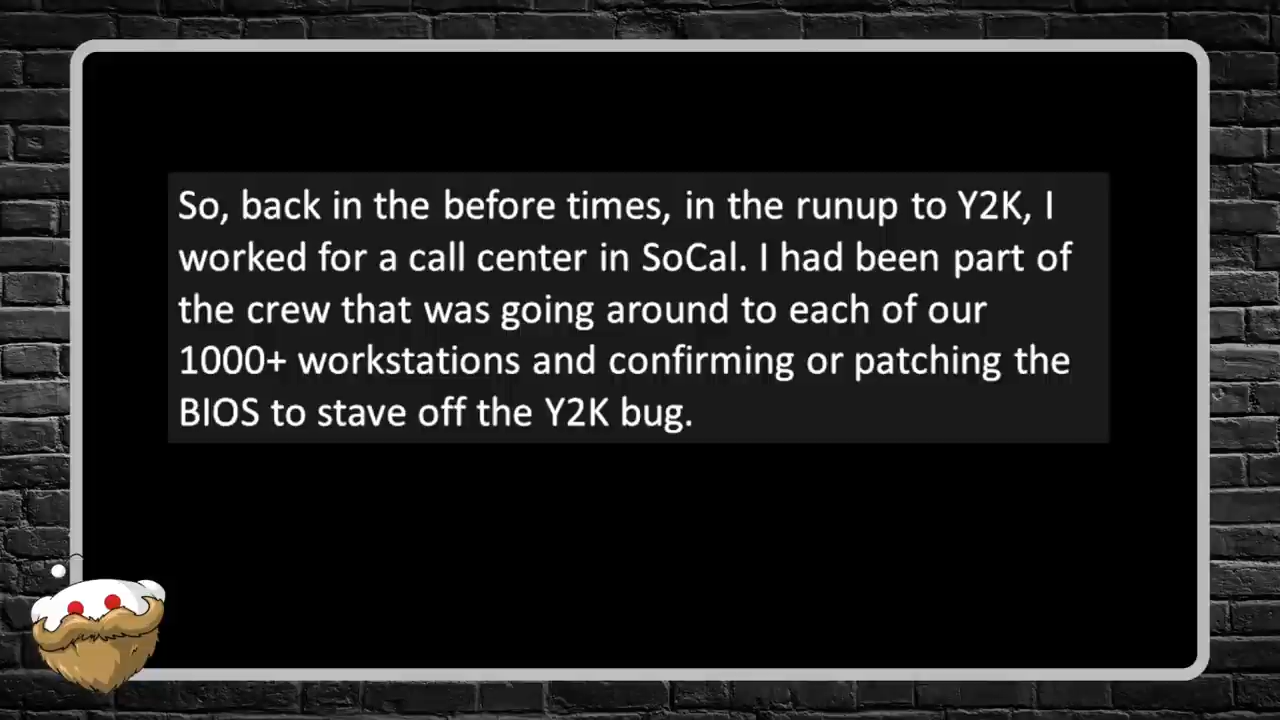 So, back in the before times, in the runup to Y2K, I
worked for a call center in SoCal. I had been part of
the crew that was going around to each of our
1000+ workstations and confirming or patching the
BIOS to stave off the Y2K bug.